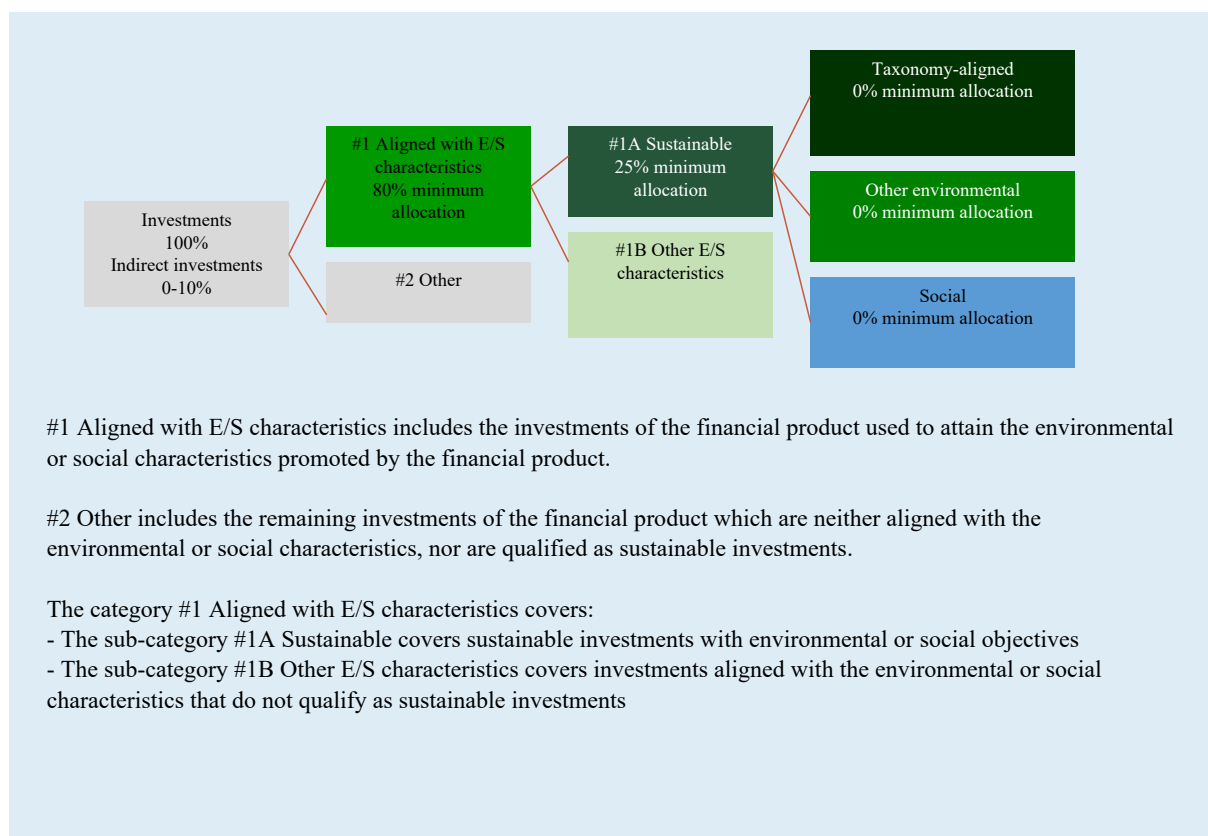 Investments
100%
Indirect investments
0-10%
#1 Aligned with E/S
characteristics
80% minimum
allocation
#2 Other
#1A Sustainable
25% minimum
allocation
#1B Other E/S
characteristics
Taxonomy-aligned
0% minimum allocation
Other environmental
0% minimum allocation
Social
0% minimum allocation
#1 Aligned with E/S characteristics includes the investments of the financial product used to attain the environmental
or social characteristics promoted by the financial product.
#2 Other includes the remaining investments of the financial product which are neither aligned with the
environmental or social characteristics, nor are qualified as sustainable investments.
The category #1 Aligned with E/S characteristics covers:
- The sub-category #1A Sustainable covers sustainable investments with environmental or social objectives
- The sub-category #1B Other E/S characteristics covers investments aligned with the environmental or social
characteristics that do not qualify as sustainable investments